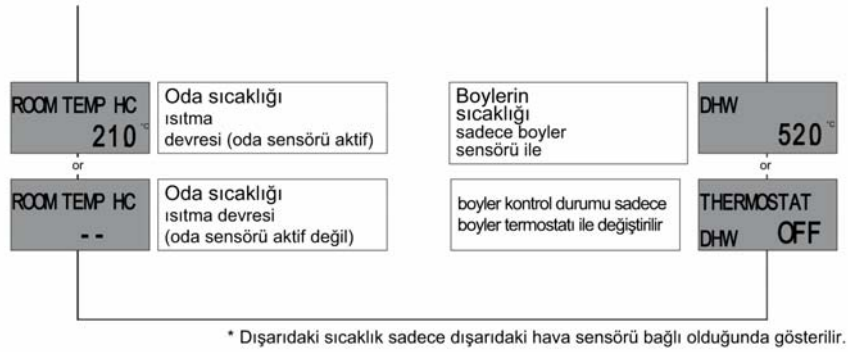 ROOM TEMP HC
210 °C
Oda sıcaklığı
ısıtma
devresi (oda sensörü aktif)
or
ROOM TEMP HC
--
Oda sıcaklığı
ısıtma devresi
(oda sensörü aktif değil)
Boylerin
sıcaklığı
sadece boyler
sensörü ile
DHW
520 °C
or
boyler kontrol durumu sadece
boyler termostatı ile değiştirilir
THERMOSTAT
DHW OFF
* Dışarıdaki sıcaklık sadece dışarıdaki hava sensörü bağlı olduğunda gösterilir.